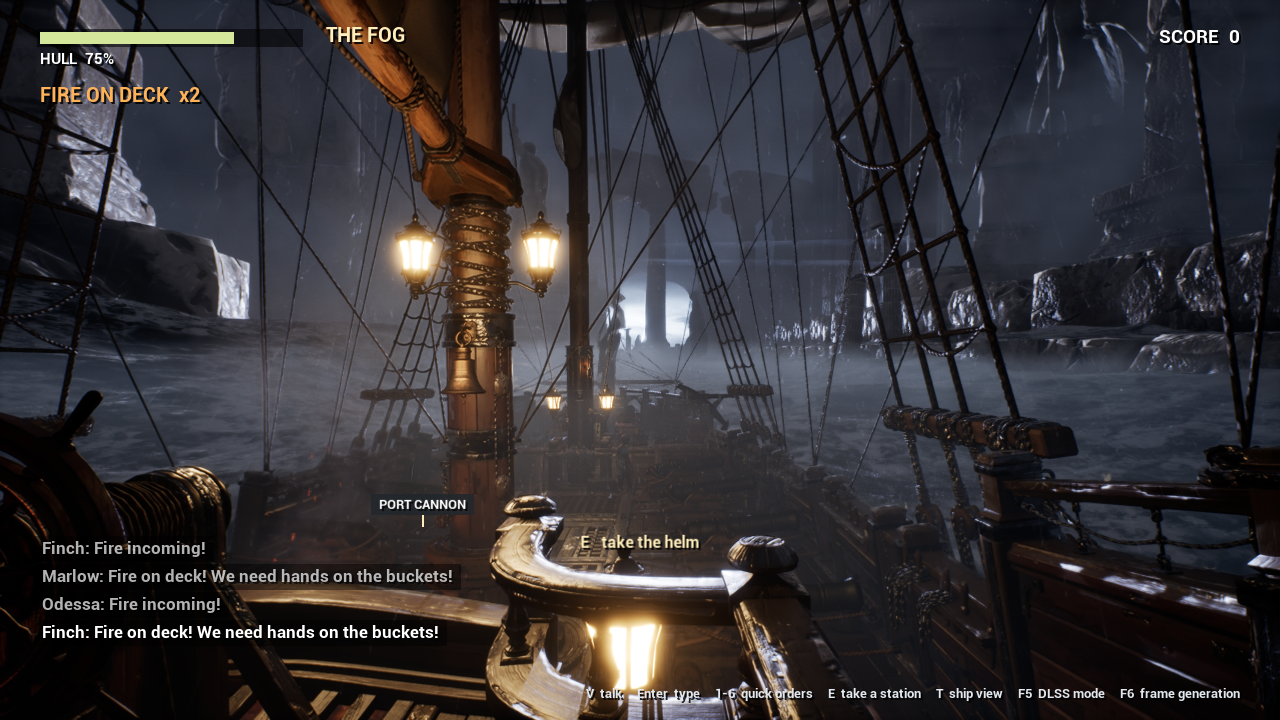 THE FOG
SCORE 0
HULL 75%
FIRE ON DECK x2
PORT CANNON
E take the helm
Finch: Fire incoming!
Marlow: Fire on deck! We need hands on the buckets!
Odessa: Fire incoming!
Finch: Fire on deck! We need hands on the buckets!
V talk Enter type 1-6 quick orders E take a station T ship view F5 DLSS mode F6 frame generation